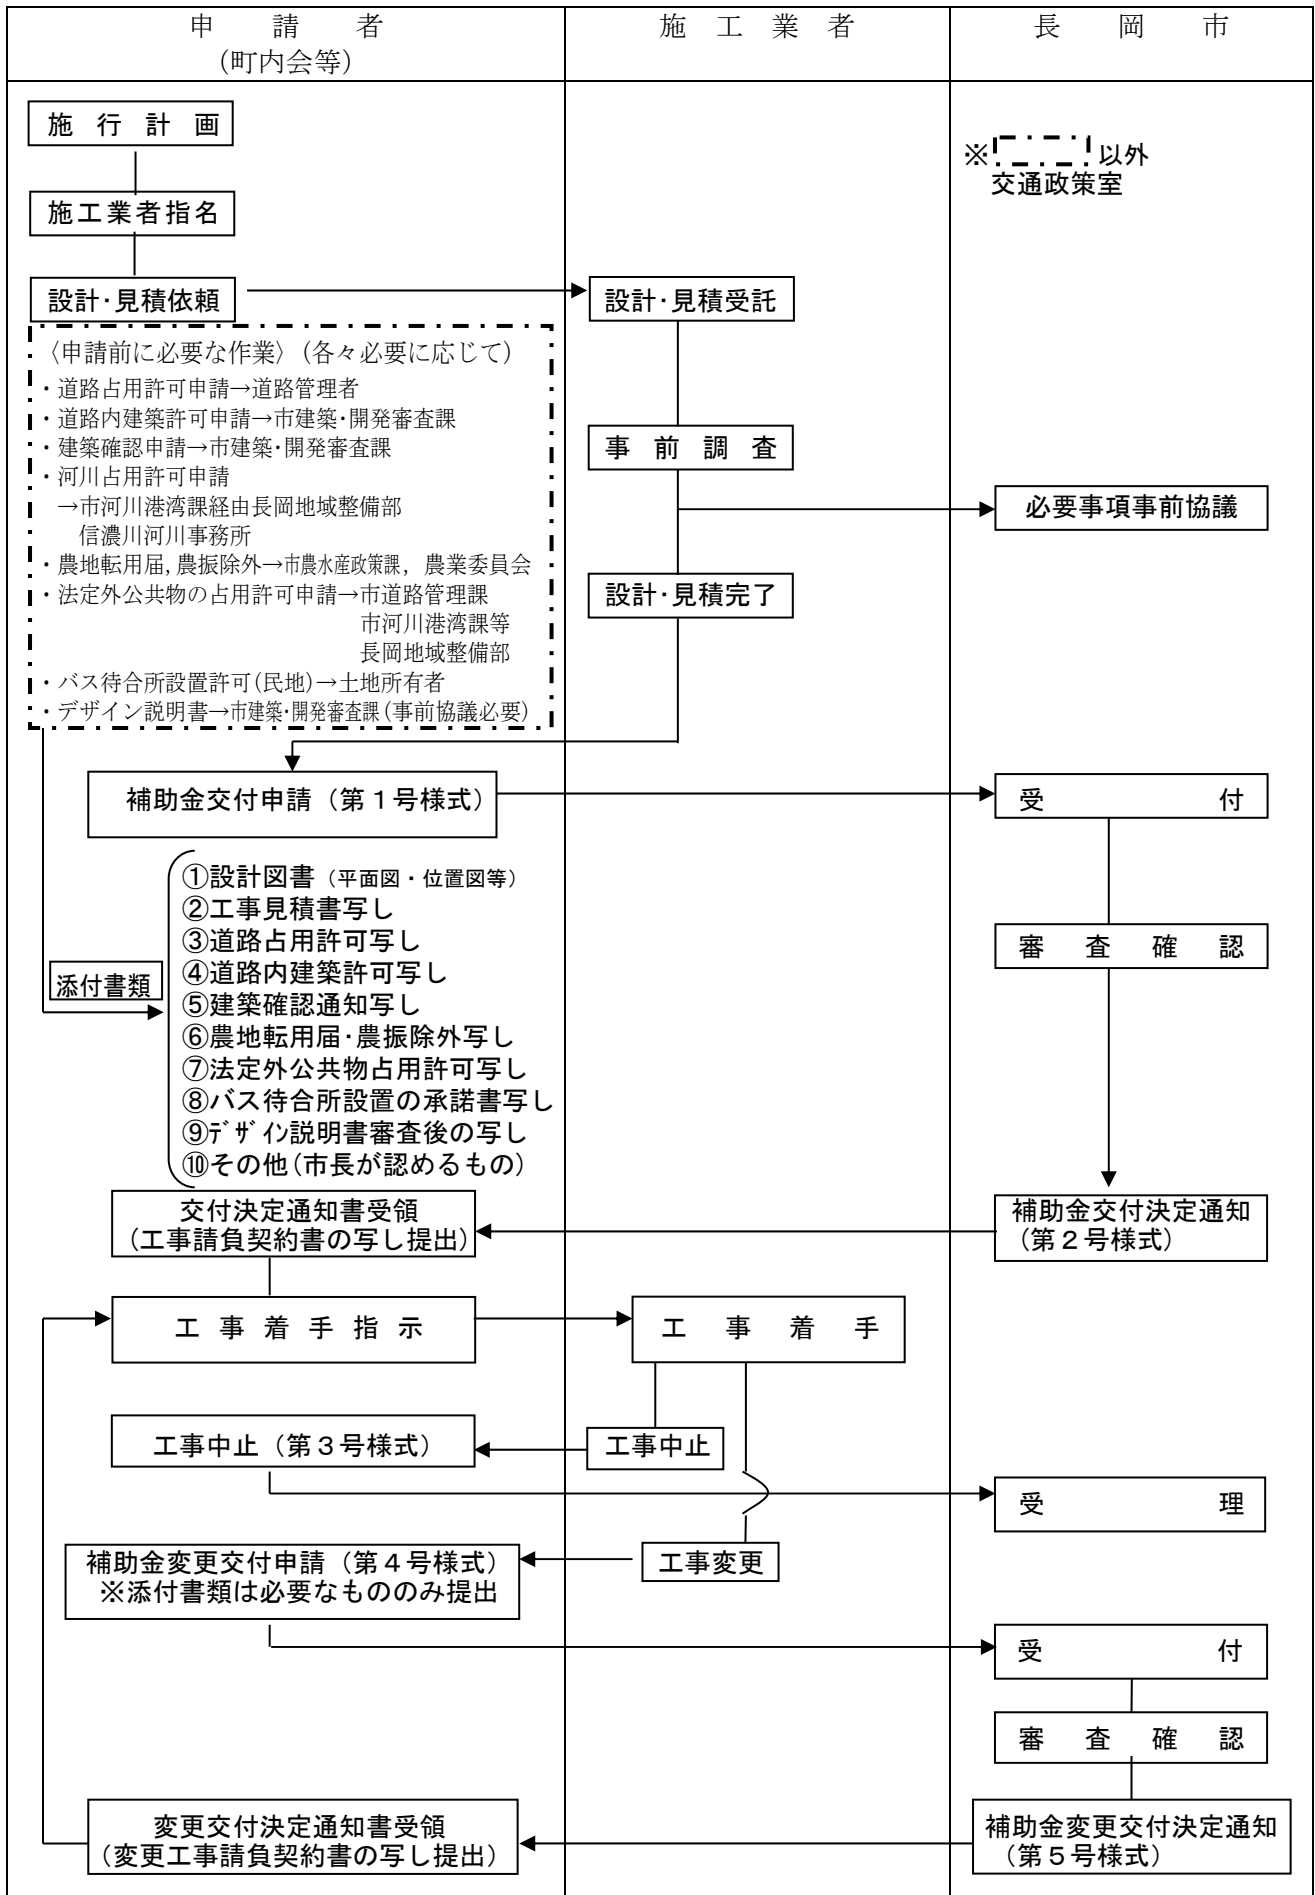 申請者
(町内会等)
施工業者
長岡市
施行計画
※ 以外
交通政策室
施工業者指名
設計・見積依頼
設計・見積受託
〈申請前に必要な作業〉(各々必要に応じて)
・道路占用許可申請→道路管理者
・道路内建築許可申請→市建築・開発審査課
・建築確認申請→市建築・開発審査課
・河川占用許可申請
→市河川港湾課経由長岡地域整備部
信濃川河川事務所
・農地転用届,農振除外→市農水産政策課，農業委員会
・法定外公共物の占用許可申請→市道路管理課
市河川港湾課等
長岡地域整備部
・バス待合所設置許可(民地)→土地所有者
・デザイン説明書→市建築・開発審査課(事前協議必要)
事前調査
必要事項事前協議
設計・見積完了
補助金交付申請（第１号様式）
受付
添付書類
①設計図書（平面図・位置図等）
②工事見積書写し
③道路占用許可写し
④道路内建築許可写し
⑤建築確認通知写し
⑥農地転用届・農振除外写し
⑦法定外公共物占用許可写し
⑧バス待合所設置の承諾書写し
⑨ﾃﾞｻﾞｲﾝ説明書審査後の写し
⑩その他(市長が認めるもの)
審査確認
交付決定通知書受領
(工事請負契約書の写し提出)
補助金交付決定通知
(第２号様式)
工事着手指示
工事着手
工事中止（第３号様式）
工事中止
受理
補助金変更交付申請（第４号様式）
※添付書類は必要なもののみ提出
工事変更
受付
審査確認
変更交付決定通知書受領
(変更工事請負契約書の写し提出)
補助金変更交付決定通知
(第５号様式)